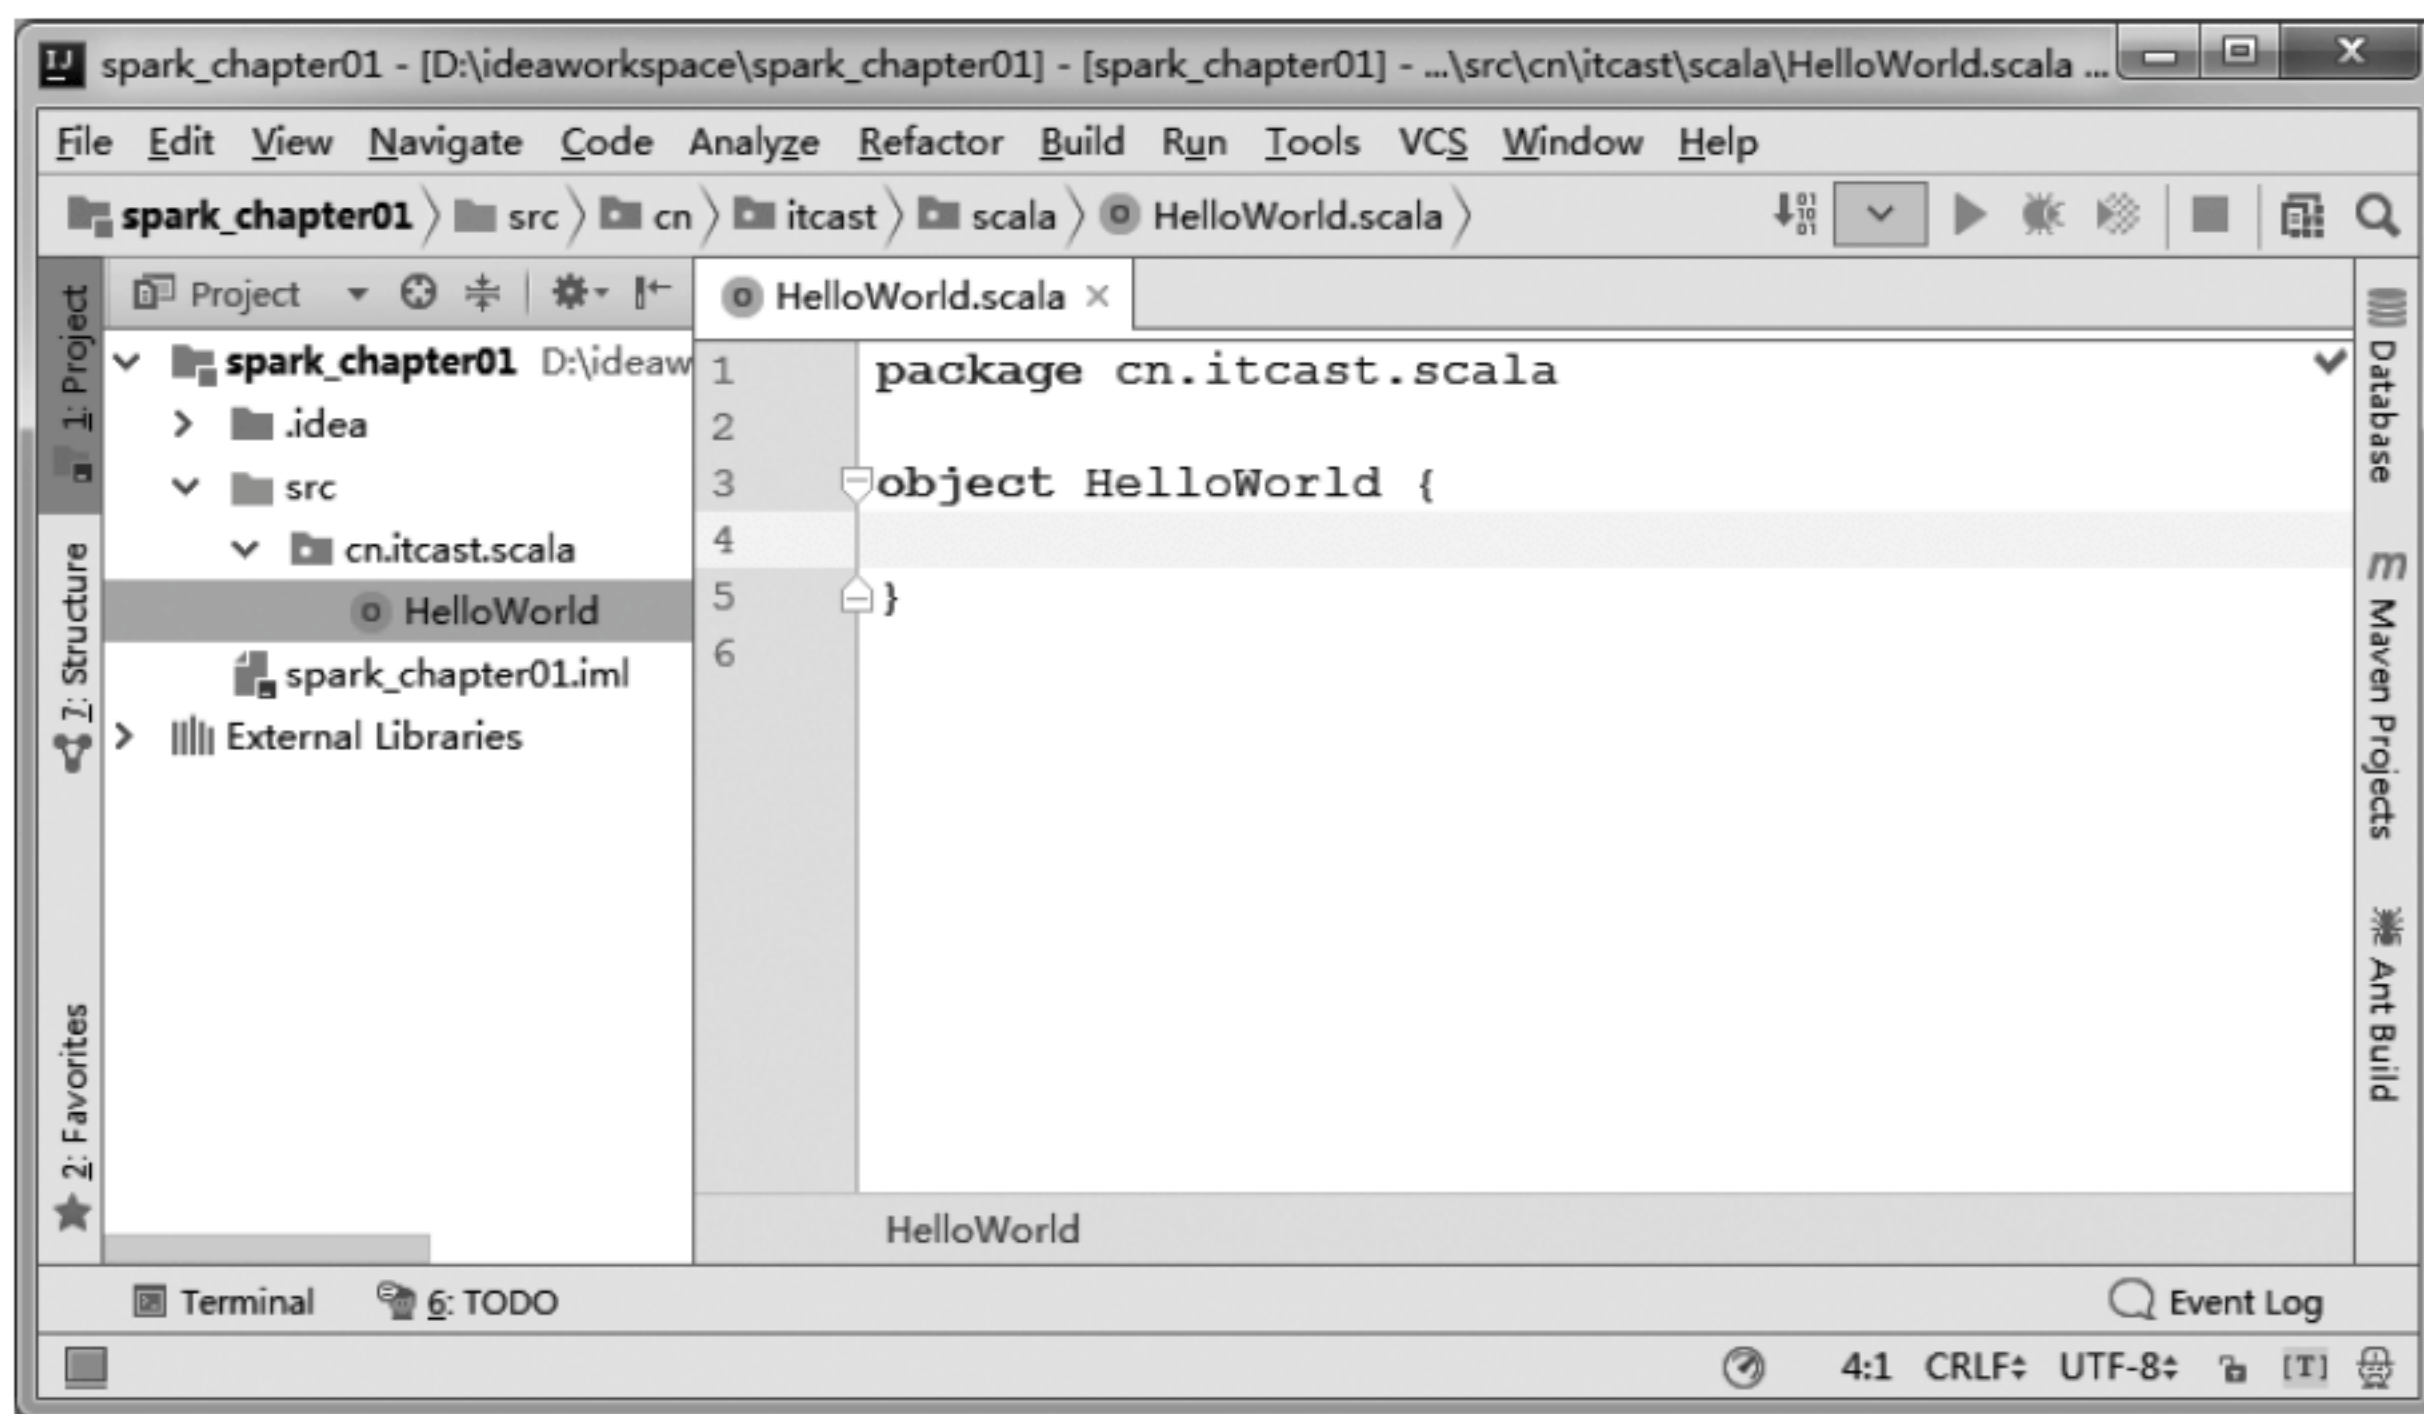 spark_chapter01 - [D:\ideaworkspace\spark_chapter01] - [spark_chapter01] - ...\src\cn\itcast\scala\HelloWorld.scala ...
File Edit View Navigate Code Analyze Refactor Build Run Tools VCS Window Help
spark_chapter01 src cn itcast scala HelloWorld.scala
1: Project
7: Structure
2: Favorites
Project
spark_chapter01 D:\ideaw
.idea
src
cn.itcast.scala
HelloWorld
spark_chapter01.iml
External Libraries
HelloWorld.scala
1 package cn.itcast.scala
2
3 object HelloWorld {
4
5 }
6
HelloWorld
Database
Maven Projects
Ant Build
Terminal 6: TODO Event Log
4:1 CRLF UTF-8 [T]